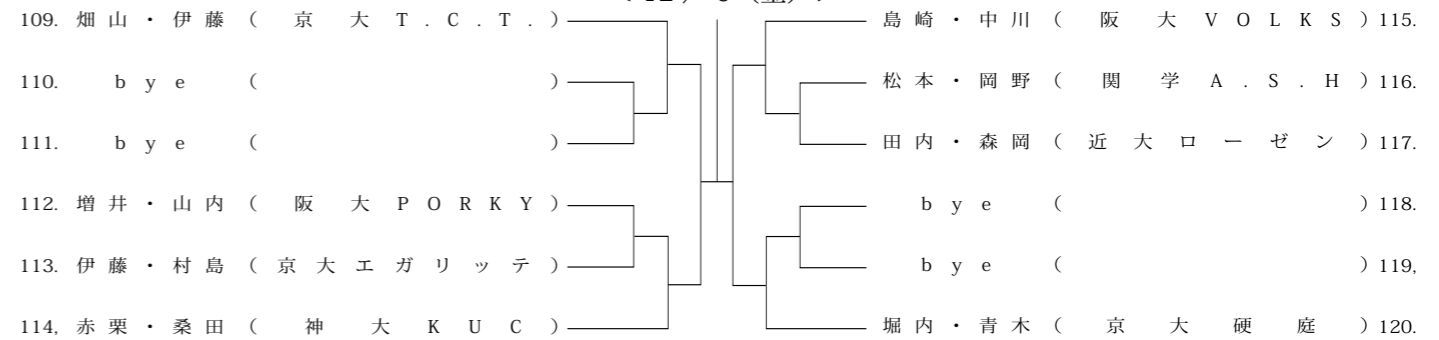 109. 畑山・伊藤（京大T.C.T.）
110. bye（ ）
111. bye（ ）
112. 増井・山内（阪大PORKY）
113. 伊藤・村島（京大エガリッテ）
114, 赤栗・桑田（神大KUC）
島崎・中川（阪大VOLKS）115.
松本・岡野（関学A.S.H）116.
田内・森岡（近大ローゼン）117.
bye（ ）118.
bye（ ）119,
堀内・青木（京大硬庭）120.